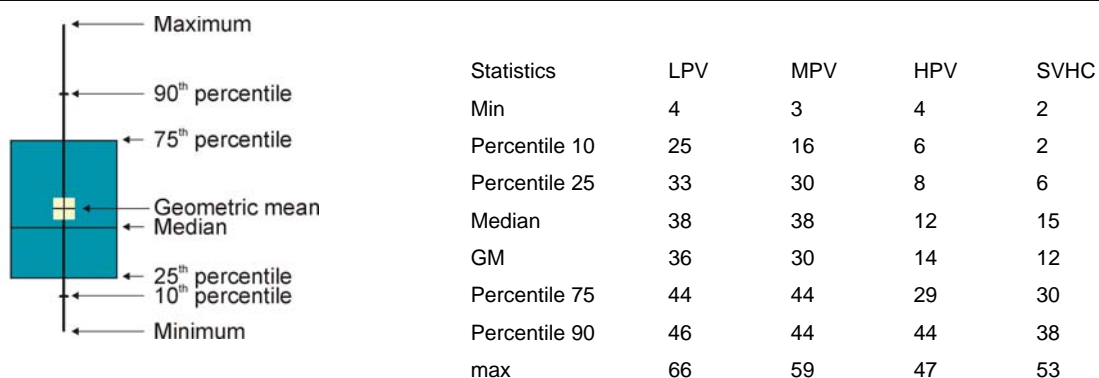 Maximum
90th percentile
75th percentile
Geometric mean
Median
25th percentile
10th percentile
Minimum
Statistics LPV MPV HPV SVHC
Min 4 3 4 2
Percentile 10 25 16 6 2
Percentile 25 33 30 8 6
Median 38 38 12 15
GM 36 30 14 12
Percentile 75 44 44 29 30
Percentile 90 46 44 44 38
max 66 59 47 53